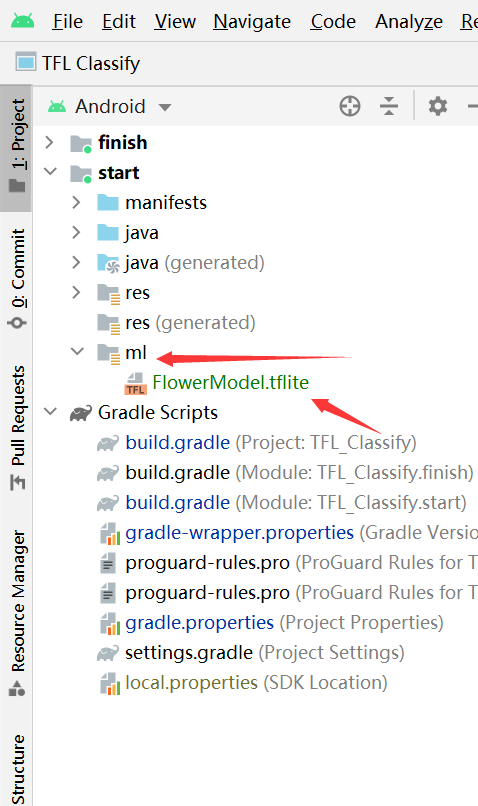 File Edit View Navigate Code Analyze Re
TFL Classify
1: Project
Android
finish
start
manifests
java
java (generated)
res
res (generated)
ml
TFL FlowerModel.tflite
Gradle Scripts
build.gradle (Project: TFL_Classify)
build.gradle (Module: TFL_Classify.finish)
build.gradle (Module: TFL_Classify.start)
gradle-wrapper.properties (Gradle Versio
proguard-rules.pro (ProGuard Rules for T
proguard-rules.pro (ProGuard Rules for T
gradle.properties (Project Properties)
settings.gradle (Project Settings)
local.properties (SDK Location)
0: Commit
Pull Requests
Resource Manager
Structure